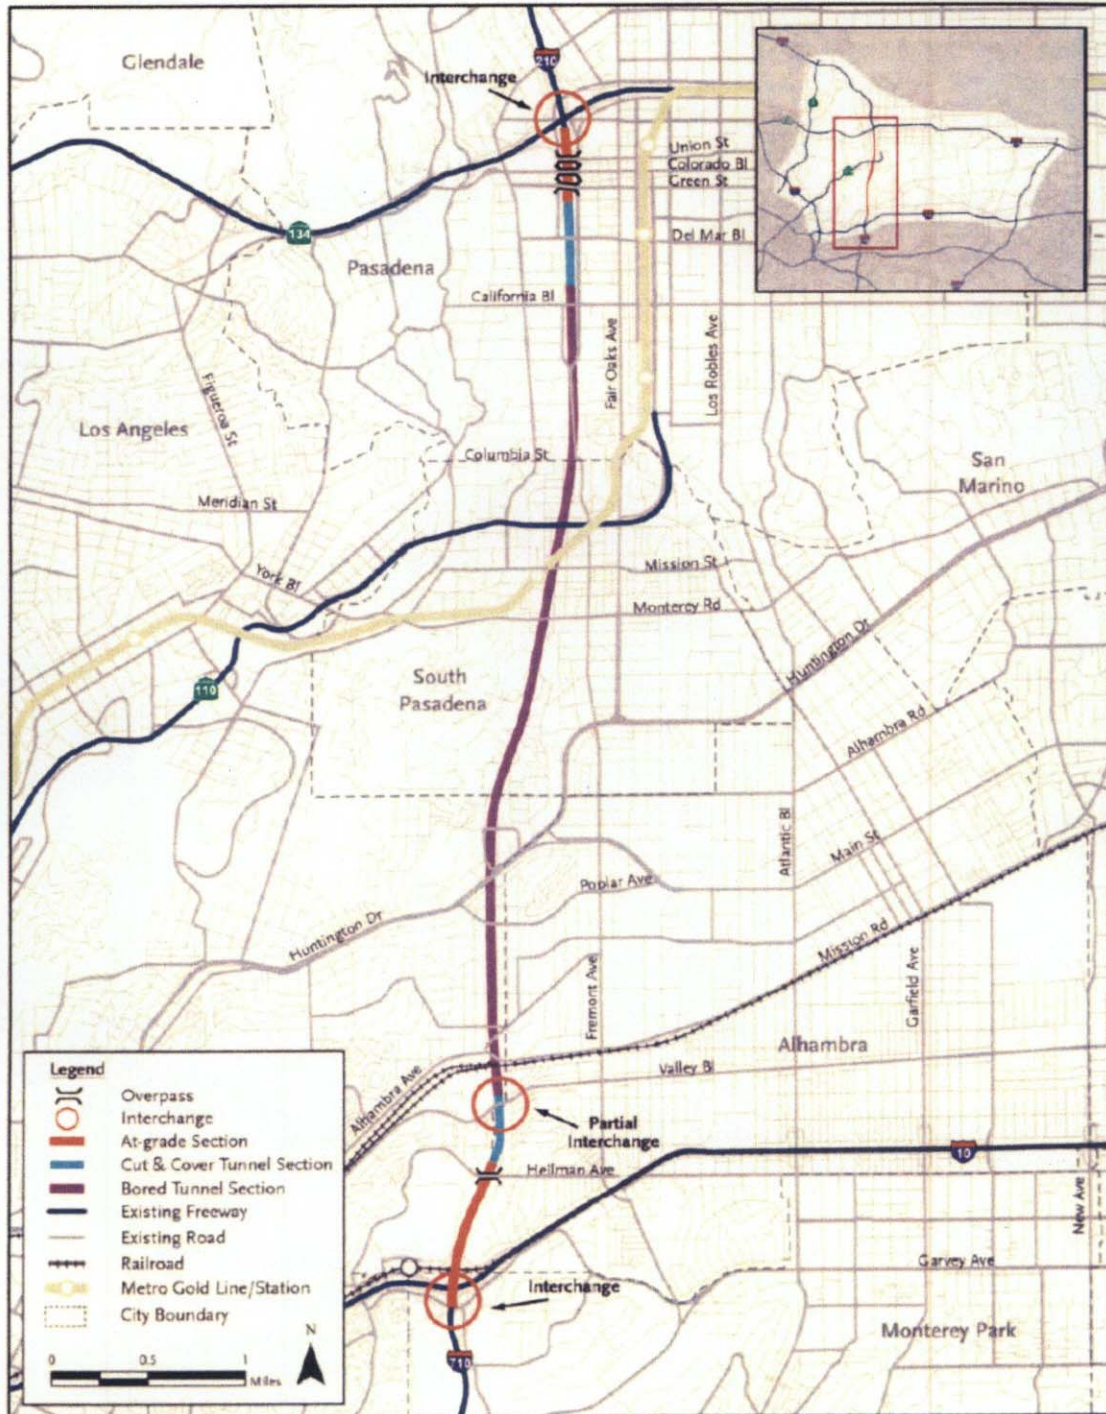 Glendale
210
Interchange
Union St
Colorado Bl
Green St
134
Del Mar Bl
Pasadena
California Bl
Fair Oaks Ave
Los Robles Ave
Figueroa St
Los Angeles
Columbia St
San
Marino
Meridian St
York Bl
Mission St
Monterey Rd
Huntington Dr
South
Pasadena
110
Alhambra Rd
Atlantic Bl
Main St
Poplar Ave
Huntington Dr
Mission Rd
Fremont Ave
Garfield Ave
Alhambra
Valley Bl
Alhambra Ave
Partial
Interchange
Hellman Ave
10
New Ave
Garvey Ave
Interchange
Monterey Park
710
Legend
Overpass
Interchange
At-grade Section
Cut & Cover Tunnel Section
Bored Tunnel Section
Existing Freeway
Existing Road
Railroad
Metro Gold Line/Station
City Boundary
N
0 0.5 1
Miles